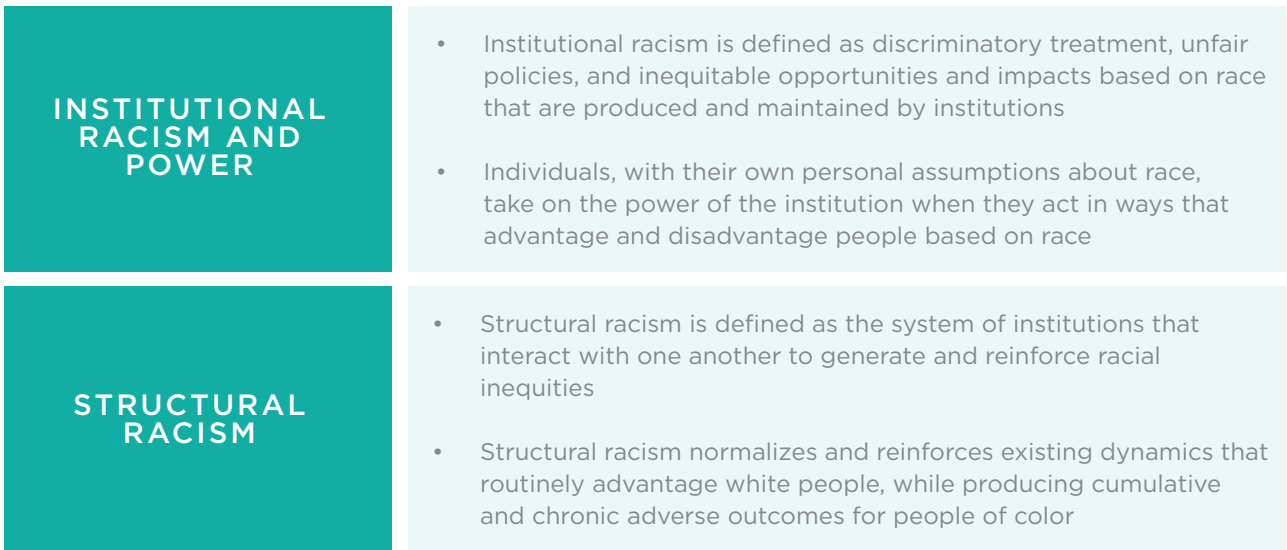 INSTITUTIONAL
RACISM AND
POWER
• Institutional racism is defined as discriminatory treatment, unfair
policies, and inequitable opportunities and impacts based on race
that are produced and maintained by institutions
• Individuals, with their own personal assumptions about race,
take on the power of the institution when they act in ways that
advantage and disadvantage people based on race
STRUCTURAL
RACISM
• Structural racism is defined as the system of institutions that
interact with one another to generate and reinforce racial
inequities
• Structural racism normalizes and reinforces existing dynamics that
routinely advantage white people, while producing cumulative
and chronic adverse outcomes for people of color